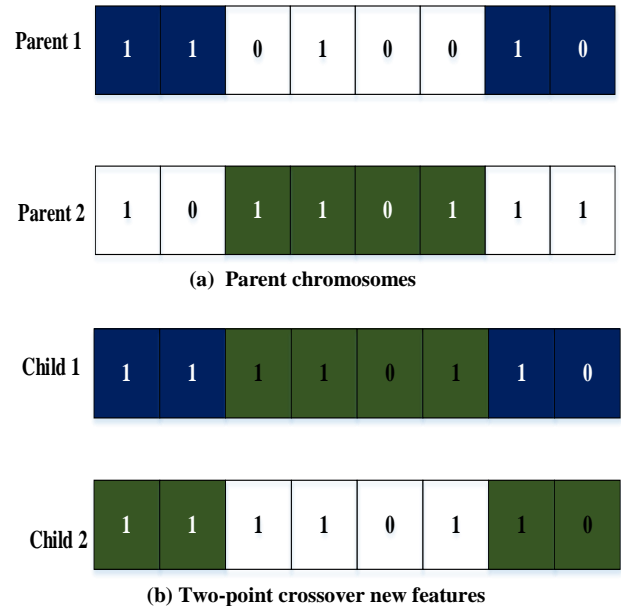 Parent 1 1 1 0 1 0 0 1 0
Parent 2 1 0 1 1 0 1 1 1
(a) Parent chromosomes
Child 1 1 1 1 1 0 1 1 0
Child 2 1 1 1 1 0 1 1 0
(b) Two-point crossover new features